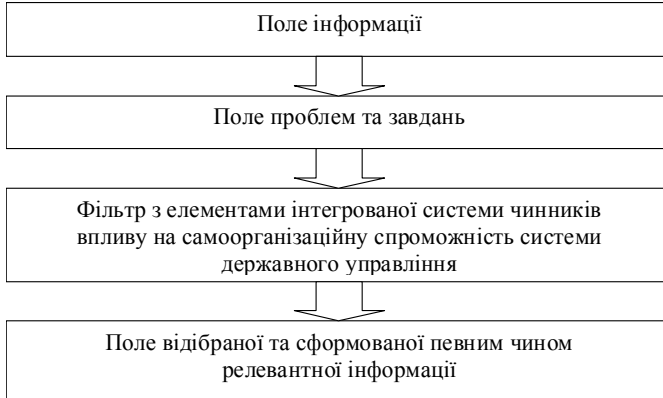 Поле інформації
Поле проблем та завдань
Фільтр з елементами інтегрованої системи чинників
впливу на самоорганізаційну спроможність системи
державного управління
Поле відібраної та сформованої певним чином
релевантної інформації